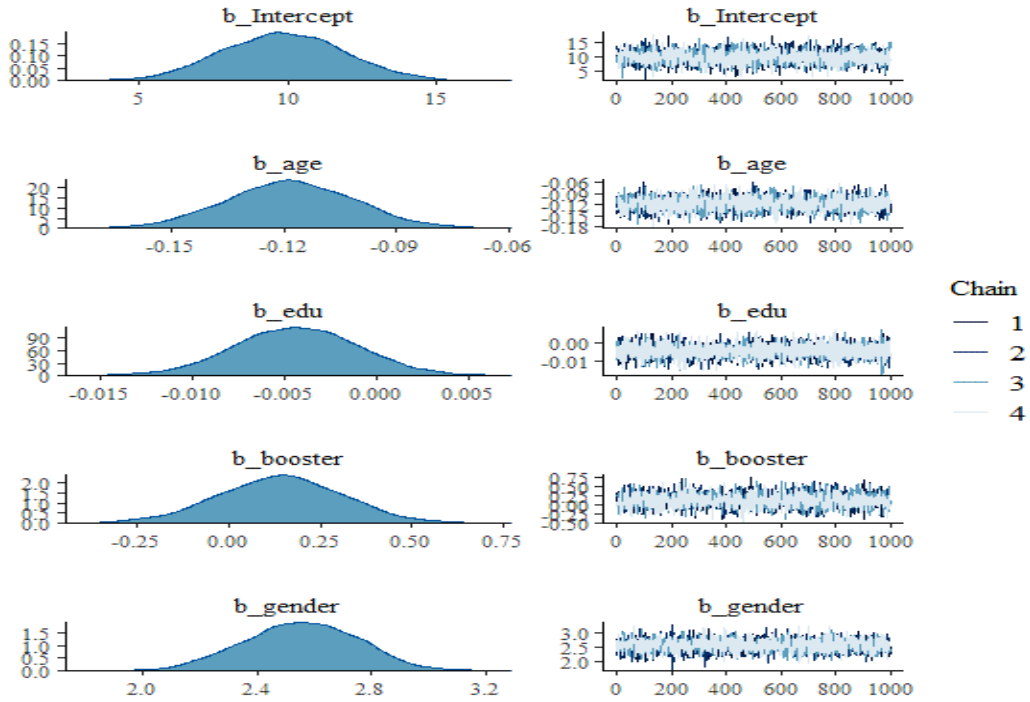 b_Intercept
0.15
0.10
0.05
0.00
5 10 15
b_Intercept
15
10
5
0 200 400 600 800 1000
b_age
20
10
0
-0.15 -0.12 -0.09 -0.06
b_age
-0.06
-0.09
-0.12
-0.15
-0.18
0 200 400 600 800 1000
b_edu
90
60
30
0
-0.015 -0.010 -0.005 0.000 0.005
b_edu
0.00
-0.01
0 200 400 600 800 1000
Chain
1
2
3
4
b_booster
2.0
1.5
1.0
0.5
0.0
-0.25 0.00 0.25 0.50 0.75
b_booster
0.75
0.50
0.25
0.00
-0.25
-0.50
0 200 400 600 800 1000
b_gender
1.5
1.0
0.5
0.0
2.0 2.4 2.8 3.2
b_gender
3.0
2.5
2.0
0 200 400 600 800 1000